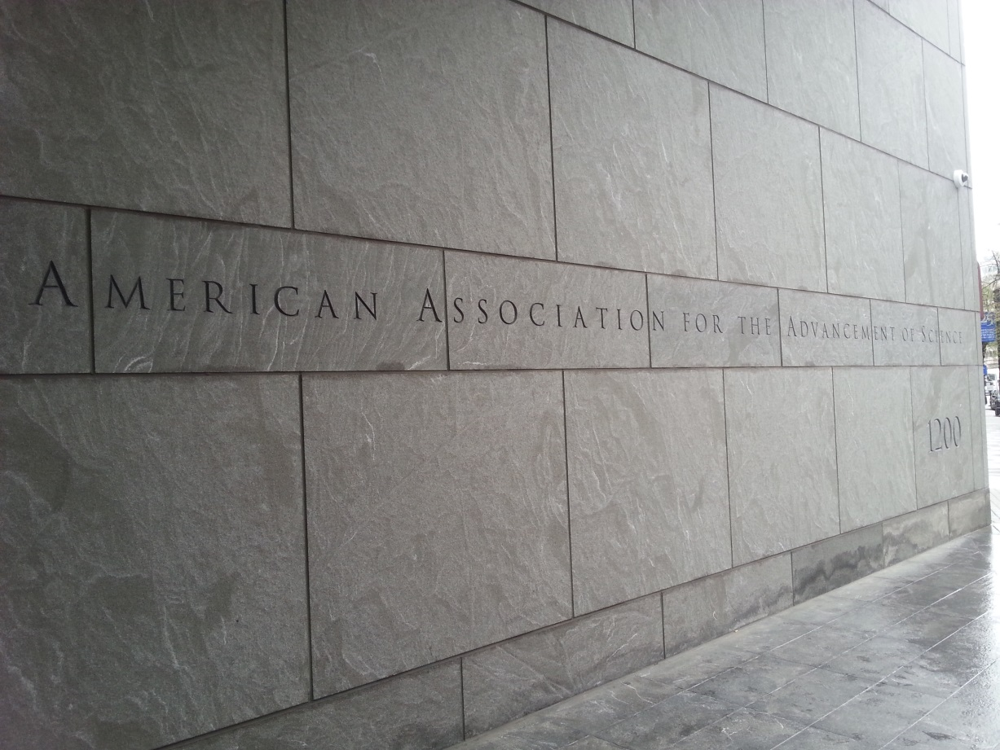 American Association for the Advancement of Science
1200